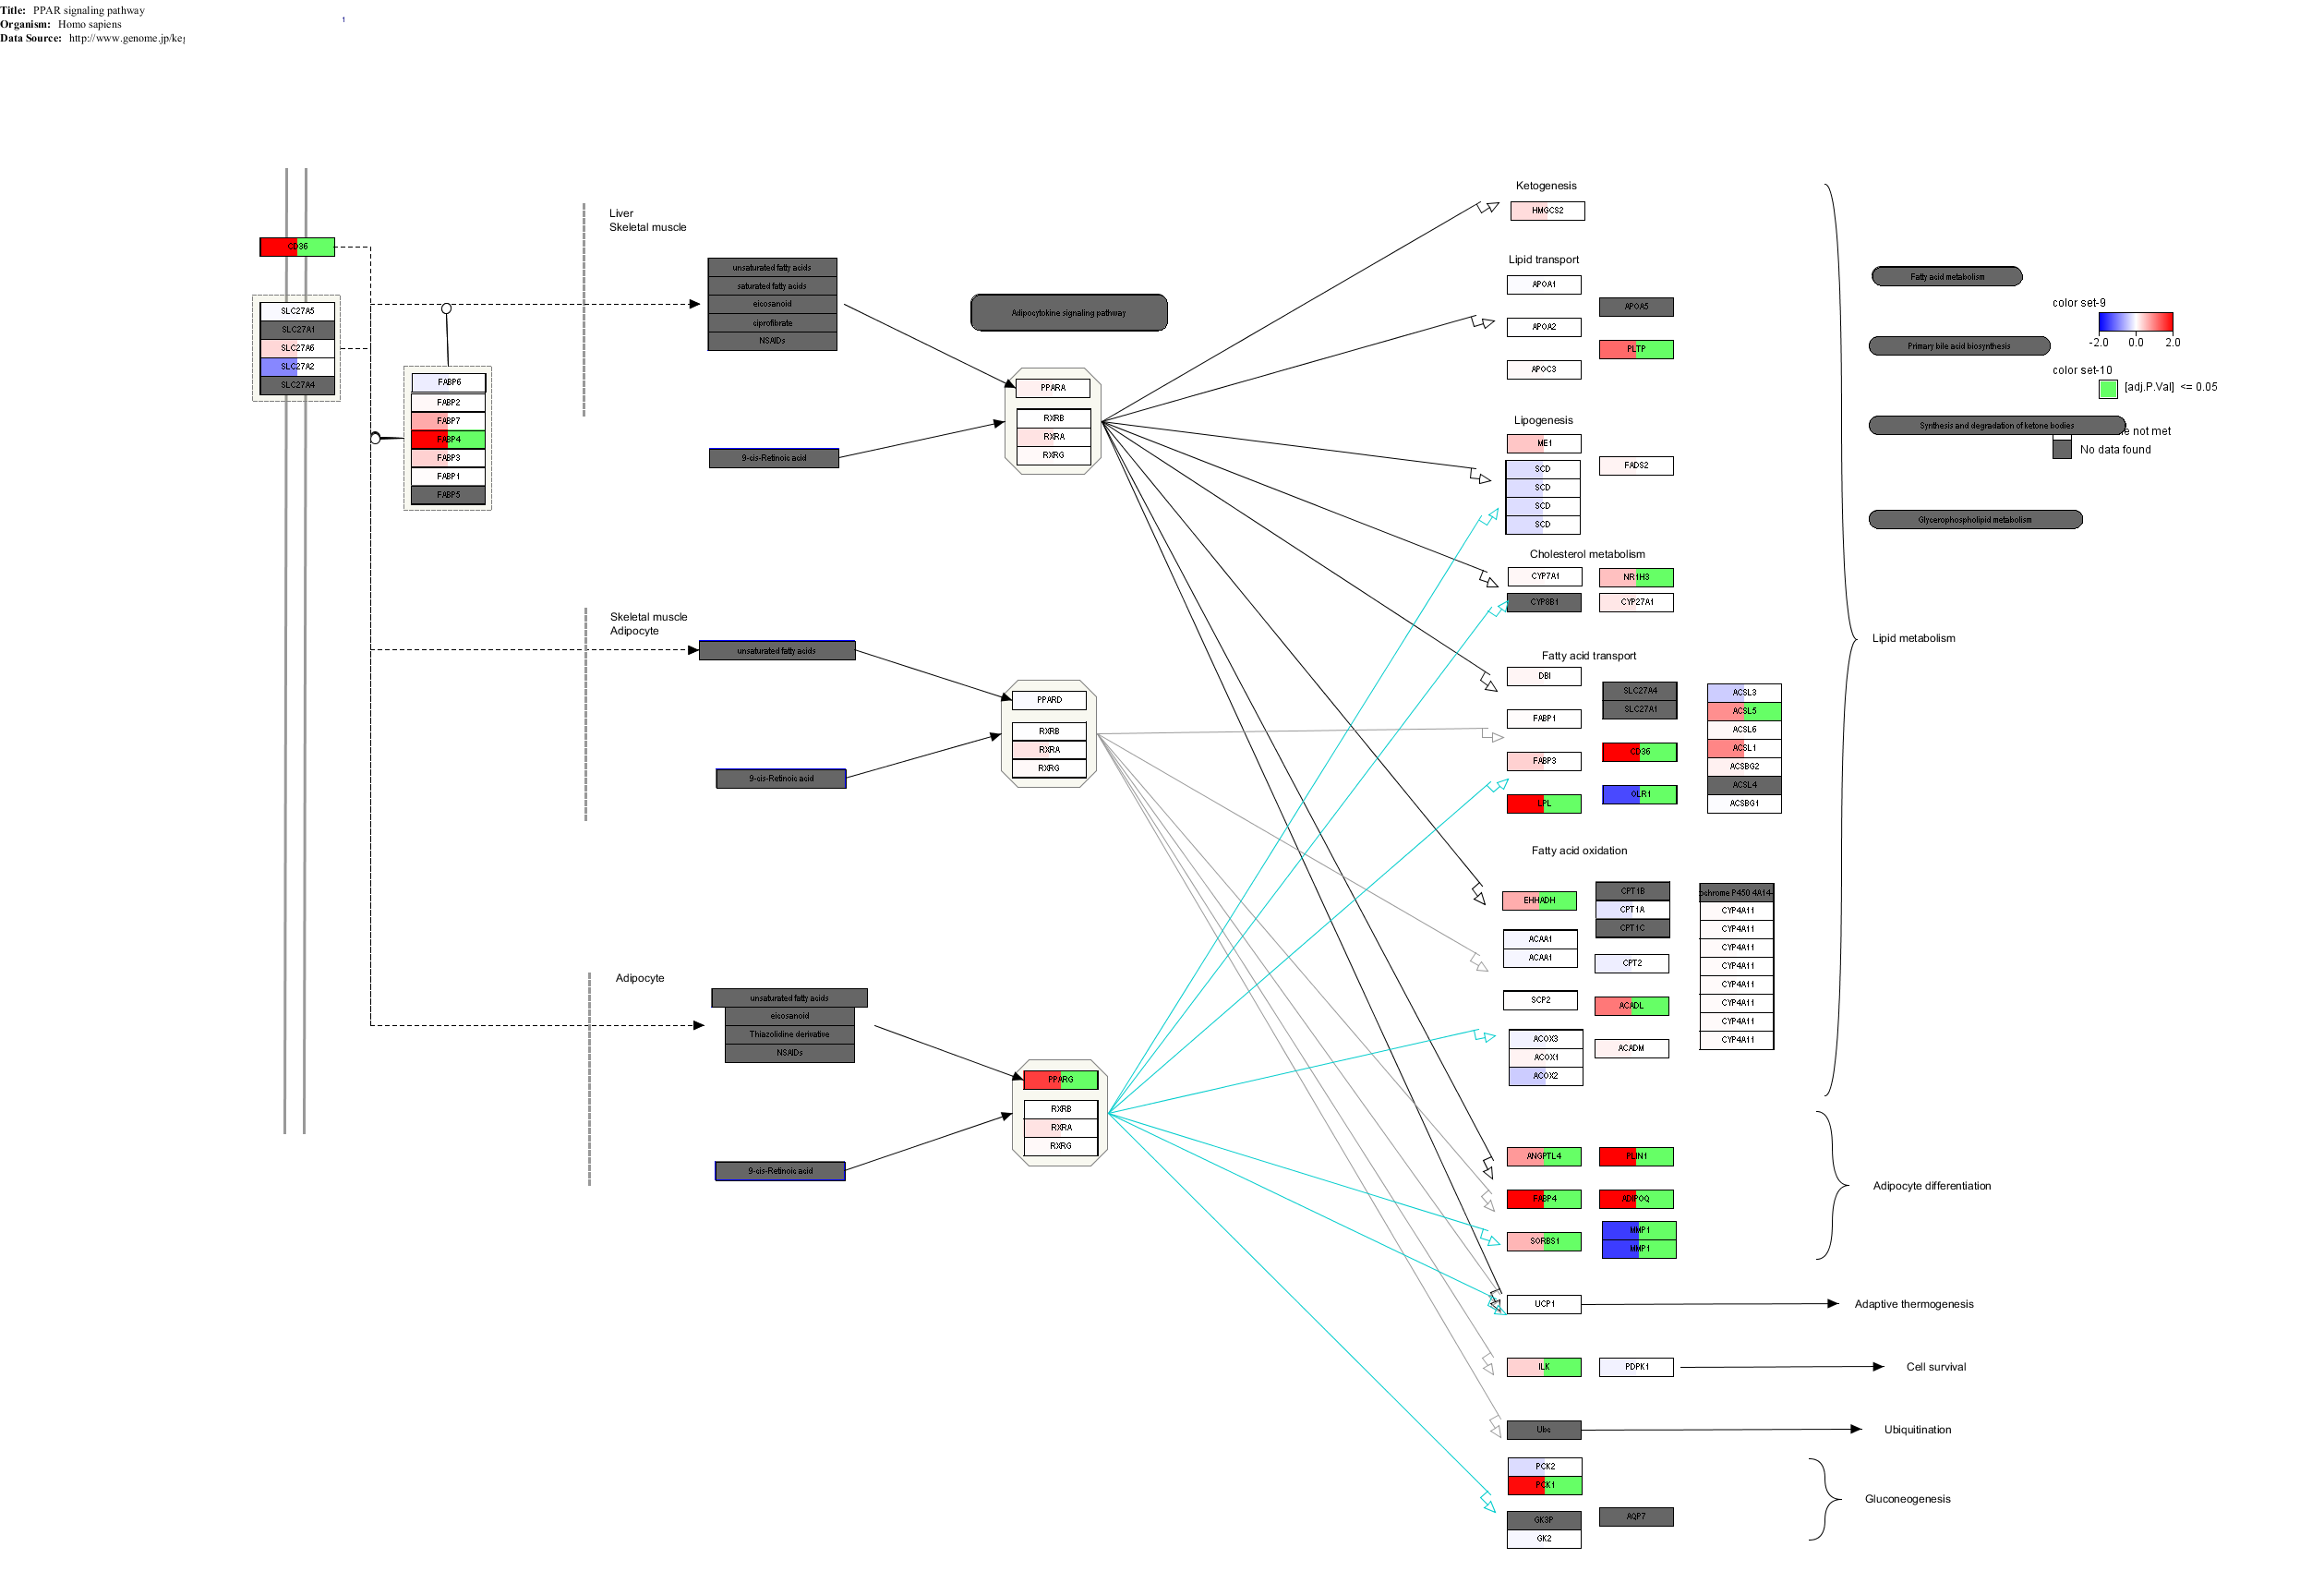 Title: PPAR signaling pathway
Organism: Homo sapiens
Data Source: http://www.genome.jp/keg
1
Liver
Skeletal muscle
CD36
SLC27A5
SLC27A1
SLC27A6
SLC27A2
SLC27A4
FABP6
FABP2
FABP7
FABP4
FABP3
FABP1
FABP5
unsaturated fatty acids
saturated fatty acids
eicosanoid
ciprofibrate
NSAIDs
9-cis-Retinoic acid
Adipocytokine signaling pathway
PPARA
RXRB
RXRA
RXRG
Skeletal muscle
Adipocyte
unsaturated fatty acids
9-cis-Retinoic acid
PPARD
RXRB
RXRA
RXRG
Adipocyte
unsaturated fatty acids
eicosanoid
Thiazolidine derivative
NSAIDs
9-cis-Retinoic acid
PPARG
RXRB
RXRA
RXRG
Ketogenesis
HMGCS2
Lipid transport
APOA1
APOA5
APOA2
PLTP
APOC3
Lipogenesis
ME1
SCD
SCD
SCD
SCD
FADS2
Cholesterol metabolism
CYP7A1
NR1H3
CYP8B1
CYP27A1
Fatty acid transport
DBI
FABP1
FABP3
LPL
SLC27A4
SLC27A1
CD36
OLR1
ACSL3
ACSL5
ACSL6
ACSL1
ACSBG2
ACSL4
ACSBG1
Fatty acid oxidation
EHHADH
ACAA1
ACAA1
SCP2
ACOX3
ACOX1
ACOX2
CPT1B
CPT1A
CPT1C
CPT2
ACADL
ACADM
ochrome P450 4A14-
CYP4A11
CYP4A11
CYP4A11
CYP4A11
CYP4A11
CYP4A11
CYP4A11
CYP4A11
ANGPTL4
PLIN1
FABP4
ADIPOQ
SORBS1
MMP1
MMP1
UCP1
ILK
PDPK1
Ubc
PCK2
PCK1
GK3P
GK2
AQP7
Lipid metabolism
Adipocyte differentiation
Adaptive thermogenesis
Cell survival
Ubiquitination
Gluconeogenesis
Fatty acid metabolism
Primary bile acid biosynthesis
Synthesis and degradation of ketone bodies
Glycerophospholipid metabolism
color set-9
-2.0 0.0 2.0
color set-10
[adj.P.Val] <= 0.05
e not met
No data found